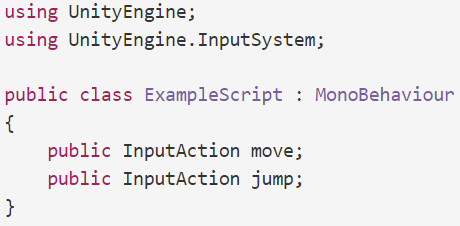 using UnityEngine;
using UnityEngine.InputSystem;
public class ExampleScript : MonoBehaviour
{
    public InputAction move;
    public InputAction jump;
}